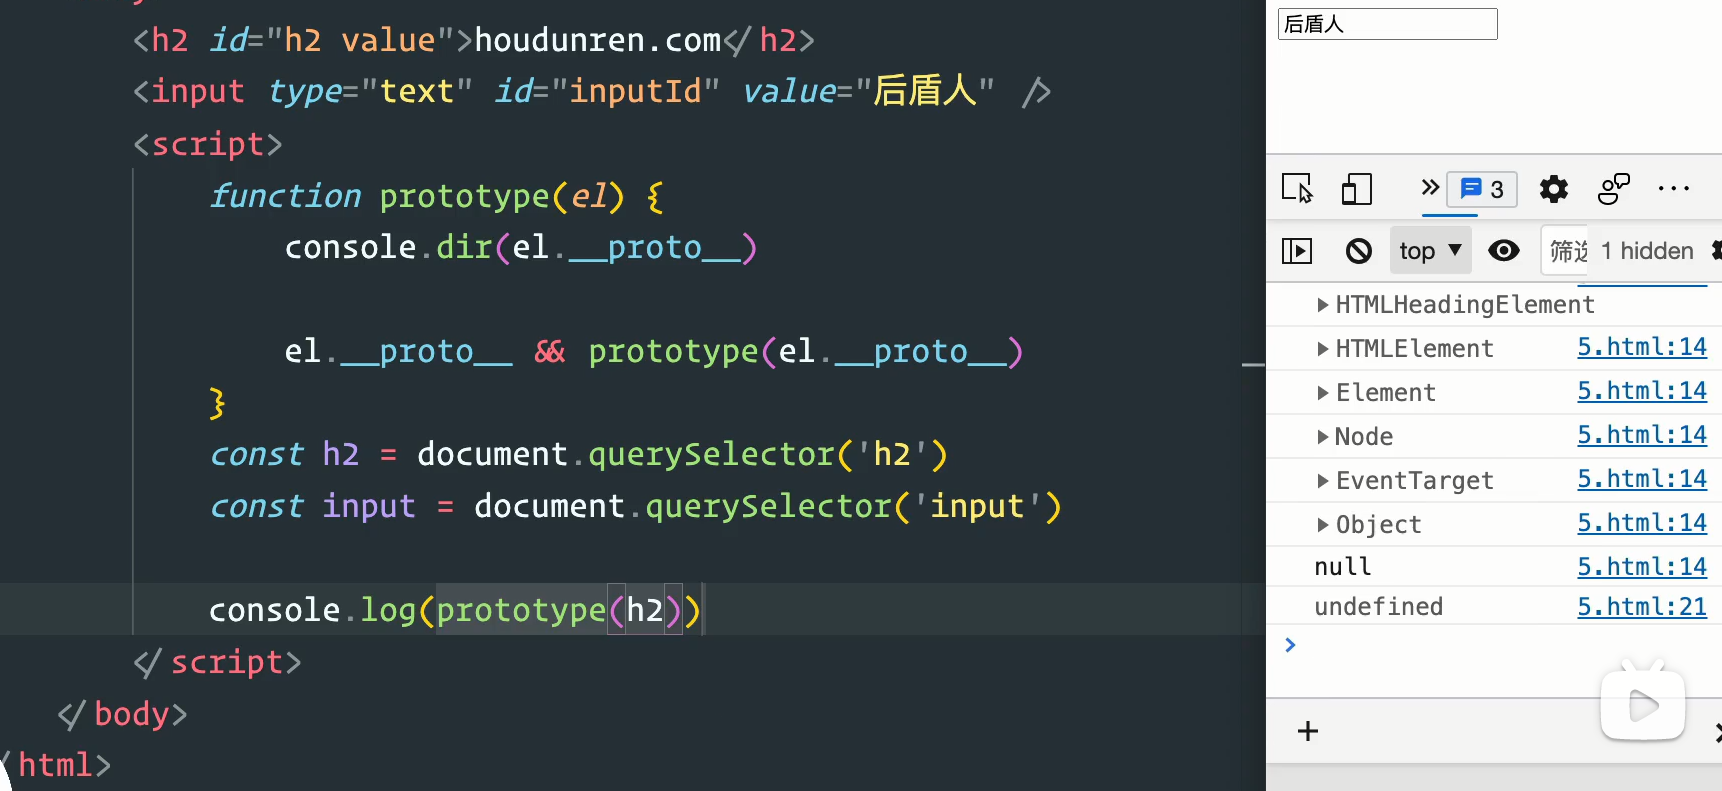 <h2 id="h2 value">houdunren.com</h2>
<input type="text" id="inputId" value="后盾人" />
<script>
function prototype(el) {
console.dir(el.__proto__)
el.__proto__ && prototype(el.__proto__)
}
const h2 = document.querySelector('h2')
const input = document.querySelector('input')
console.log(prototype(h2))
</script>
</body>
/html>
后盾人
3
top
1 hidden
HTMLHeadingElement
HTMLElement 5.html:14
Element 5.html:14
Node 5.html:14
EventTarget 5.html:14
Object 5.html:14
null 5.html:14
undefined 5.html:21